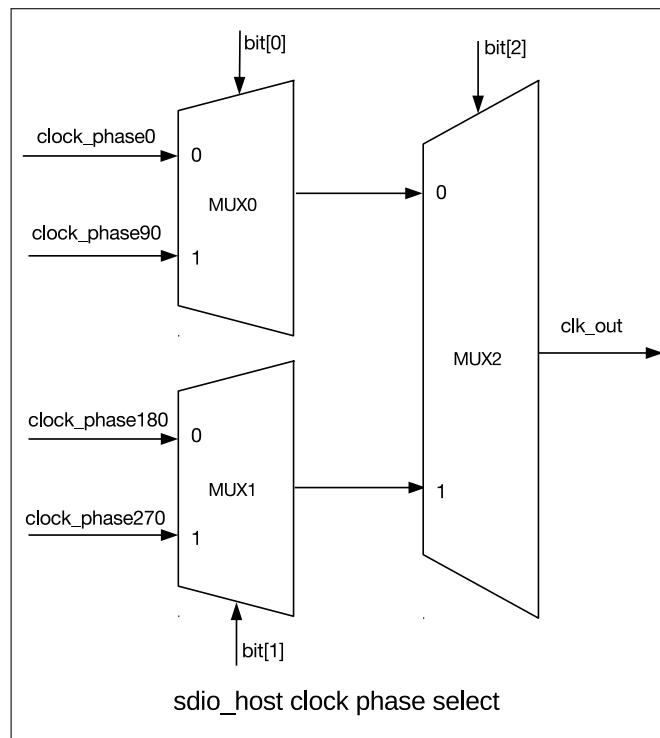 bit[0]
bit[2]
clock_phase0
0
MUX0
0
clock_phase90
1
clk_out
MUX2
clock_phase180
0
MUX1
1
clock_phase270
1
bit[1]
sdio_host clock phase select